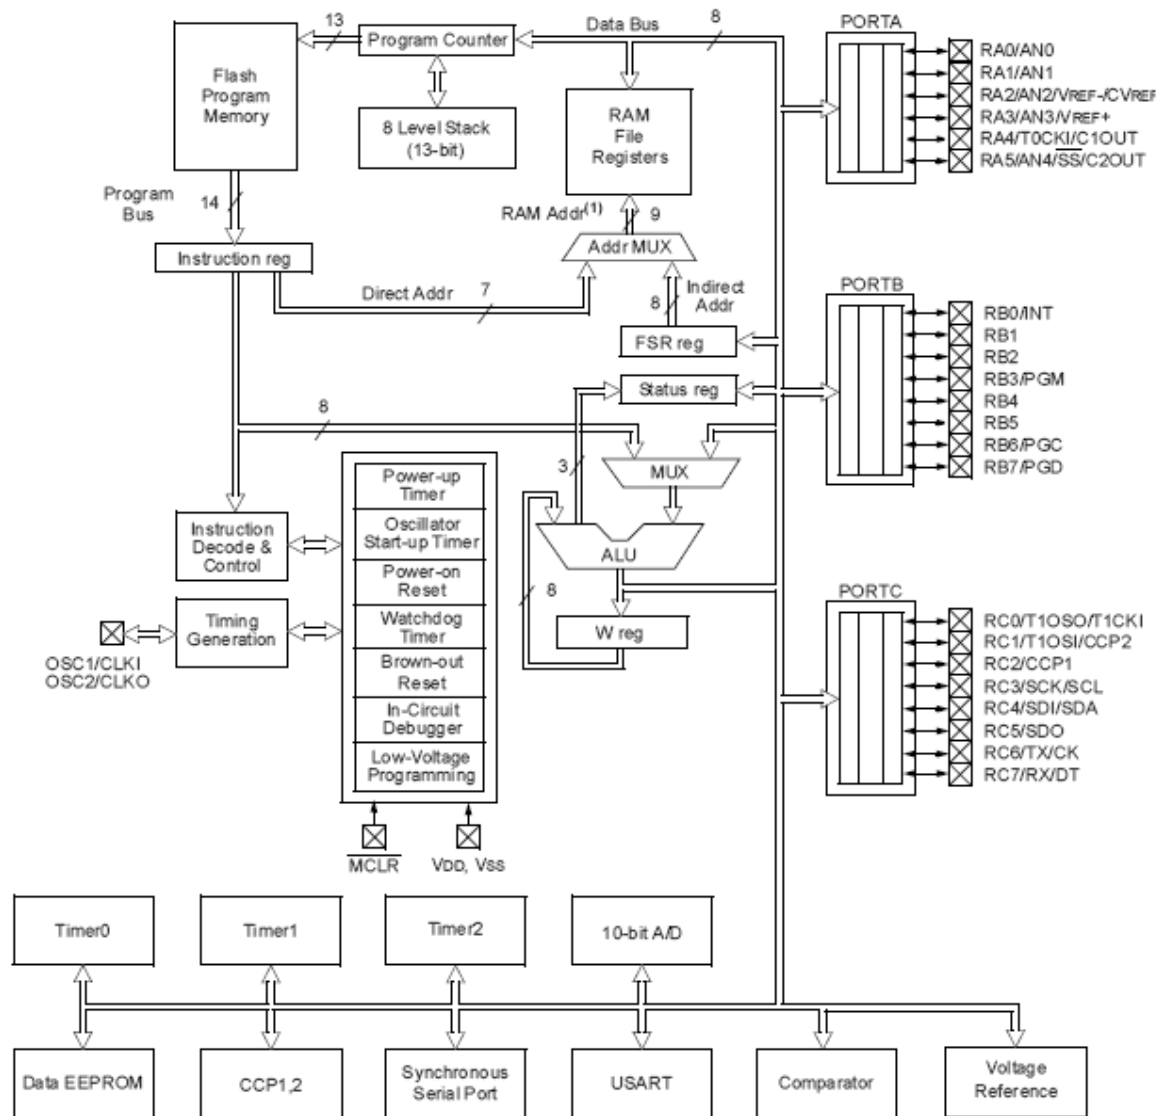 13
Program Counter
Data Bus
8
PORTA
Flash
Program
Memory
8 Level Stack
(13-bit)
RAM
File
Registers
RA0/AN0
RA1/AN1
RA2/AN2/VREF-/CVREF
RA3/AN3/VREF+
RA4/T0CKI/C1OUT
RA5/AN4/SS/C2OUT
Program
Bus
14
RAM Addr(1)
9
Instruction reg
Addr MUX
Direct Addr
7
Indirect
Addr
8
FSR reg
Status reg
PORTB
RB0/INT
RB1
RB2
RB3/PGM
RB4
RB5
RB6/PGC
RB7/PGD
8
3
MUX
Power-up
Timer
Oscillator
Start-up Timer
Power-on
Reset
Watchdog
Timer
Brown-out
Reset
In-Circuit
Debugger
Low-Voltage
Programming
Instruction
Decode &
Control
ALU
8
W reg
Timing
Generation
OSC1/CLKI
OSC2/CLKO
PORTC
RC0/T1OSO/T1CKI
RC1/T1OSI/CCP2
RC2/CCP1
RC3/SCK/SCL
RC4/SDI/SDA
RC5/SDO
RC6/TX/CK
RC7/RX/DT
MCLR
VDD, VSS
Timer0
Timer1
Timer2
10-bit A/D
Data EEPROM
CCP1,2
Synchronous
Serial Port
USART
Comparator
Voltage
Reference